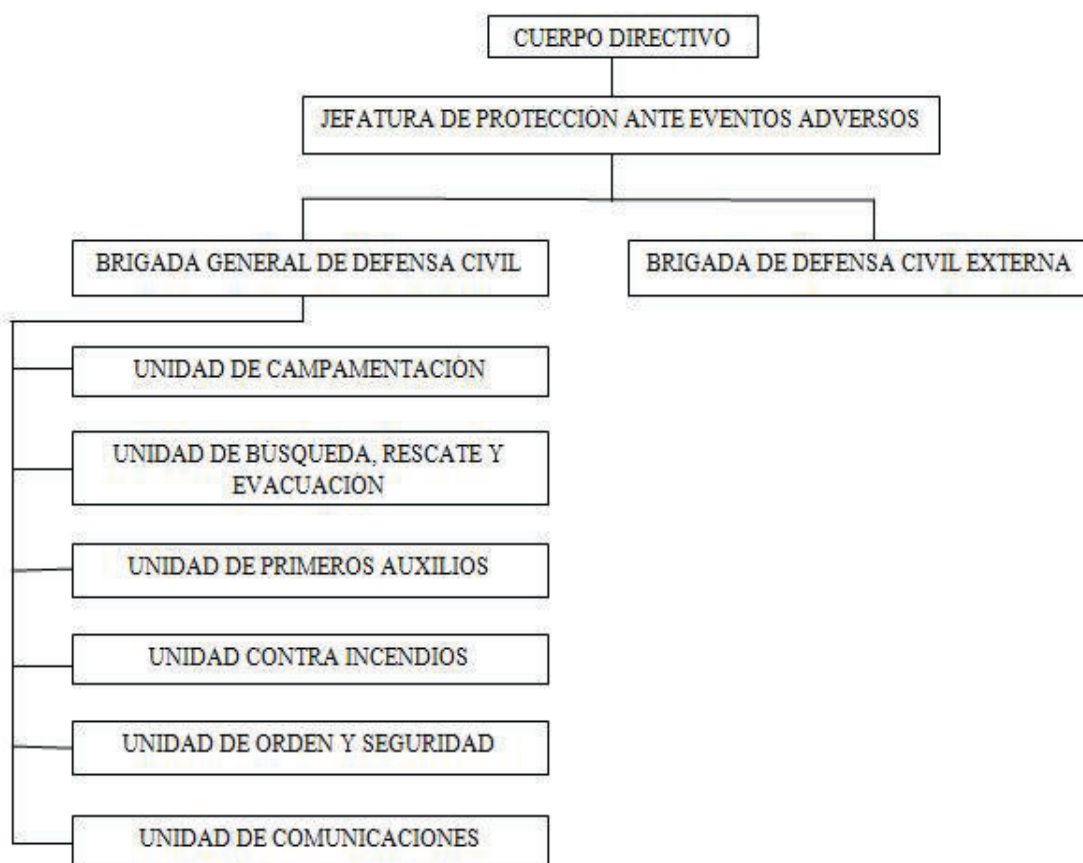 CUERPO DIRECTIVO
JEFATURA DE PROTECCIÓN ANTE EVENTOS ADVERSOS
BRIGADA GENERAL DE DEFENSA CIVIL
BRIGADA DE DEFENSA CIVIL EXTERNA
UNIDAD DE CAMPAMENTACIÓN
UNIDAD DE BÚSQUEDA, RESCATE Y
EVACUACIÓN
UNIDAD DE PRIMEROS AUXILIOS
UNIDAD CONTRA INCENDIOS
UNIDAD DE ORDEN Y SEGURIDAD
UNIDAD DE COMUNICACIONES